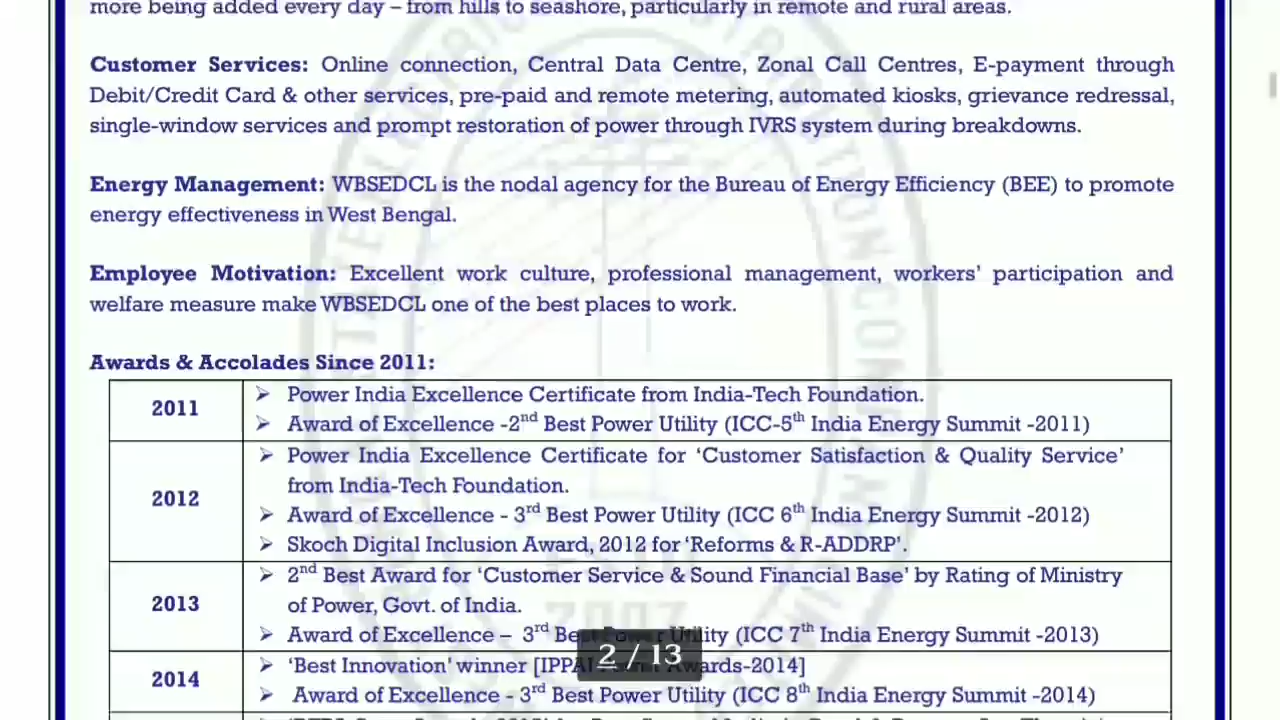 more being added every day – from hills to seashore, particularly in remote and rural areas.
Customer Services: Online connection, Central Data Centre, Zonal Call Centres, E-payment through
Debit/Credit Card & other services, pre-paid and remote metering, automated kiosks, grievance redressal,
single-window services and prompt restoration of power through IVRS system during breakdowns.
Energy Management: WBSEDCL is the nodal agency for the Bureau of Energy Efficiency (BEE) to promote
energy effectiveness in West Bengal.
Employee Motivation: Excellent work culture, professional management, workers' participation and
welfare measure make WBSEDCL one of the best places to work.
Awards & Accolades Since 2011:
2011
➢ Power India Excellence Certificate from India-Tech Foundation.
➢ Award of Excellence -2nd Best Power Utility (ICC-5th India Energy Summit -2011)
2012
➢ Power India Excellence Certificate for ‘Customer Satisfaction & Quality Service’
from India-Tech Foundation.
➢ Award of Excellence - 3rd Best Power Utility (ICC 6th India Energy Summit -2012)
➢ Skoch Digital Inclusion Award, 2012 for ‘Reforms & R-ADDRP’.
2013
➢ 2nd Best Award for ‘Customer Service & Sound Financial Base’ by Rating of Ministry
of Power, Govt. of India.
➢ Award of Excellence – 3rd Best Power Utility (ICC 7th India Energy Summit -2013)
2014
➢ ‘Best Innovation’ winner [IPPAI Awards-2014]
➢ Award of Excellence - 3rd Best Power Utility (ICC 8th India Energy Summit -2014)
2 / 13